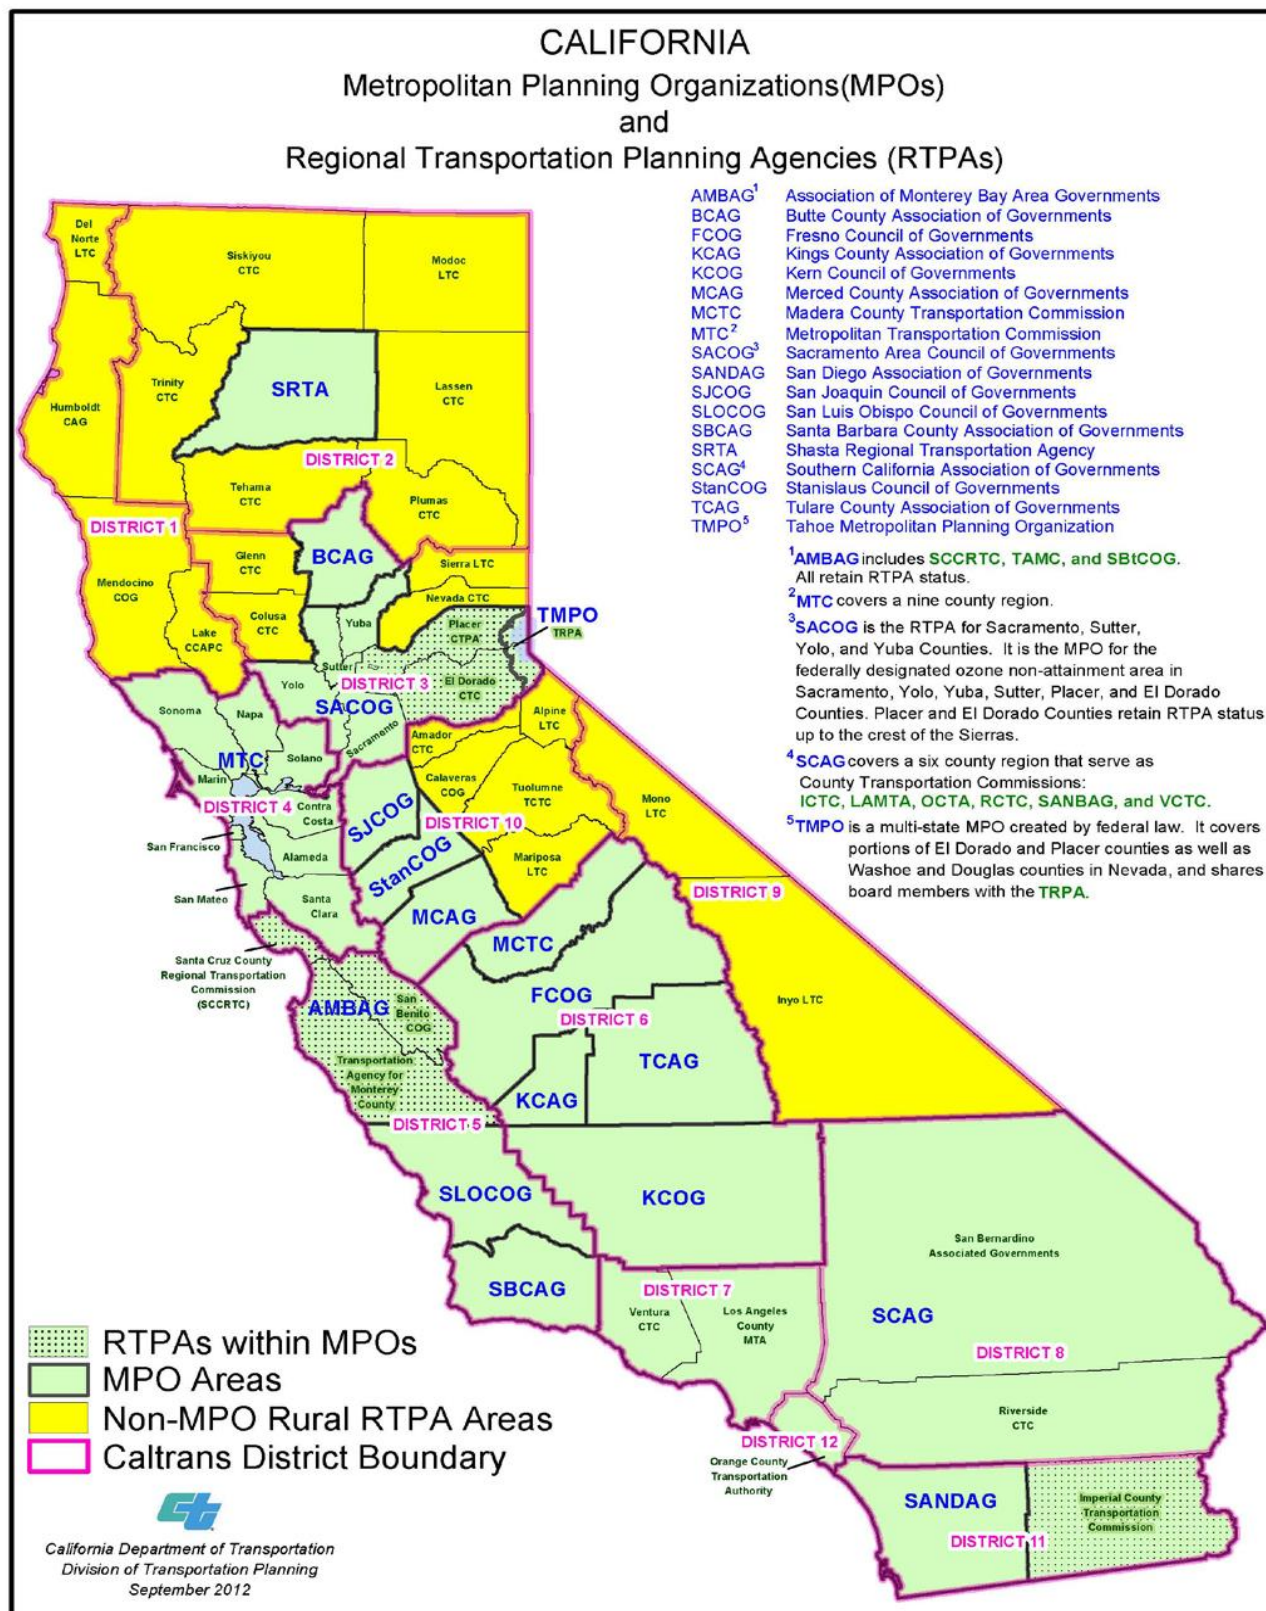 CALIFORNIA
Metropolitan Planning Organizations(MPOs)
and
Regional Transportation Planning Agencies (RTPAs)
AMBAG1 Association of Monterey Bay Area Governments
BCAG Butte County Association of Governments
FCOG Fresno Council of Governments
KCAG Kings County Association of Governments
KCOG Kern Council of Governments
MCAG Merced County Association of Governments
MCTC Madera County Transportation Commission
MTC2 Metropolitan Transportation Commission
SACOG3 Sacramento Area Council of Governments
SANDAG San Diego Association of Governments
SJCOG San Joaquin Council of Governments
SLOCOG San Luis Obispo Council of Governments
SBCAG Santa Barbara County Association of Governments
SRTA Shasta Regional Transportation Agency
SCAG4 Southern California Association of Governments
StanCOG Stanislaus Council of Governments
TCAG Tulare County Association of Governments
TMPO5 Tahoe Metropolitan Planning Organization
1AMBAG includes SCCRTC, TAMC, and SBtCOG.
All retain RTPA status.
2MTC covers a nine county region.
3SACOG is the RTPA for Sacramento, Sutter,
Yolo, and Yuba Counties. It is the MPO for the
federally designated ozone non-attainment area in
Sacramento, Yolo, Yuba, Sutter, Placer, and El Dorado
Counties. Placer and El Dorado Counties retain RTPA status
up to the crest of the Sierras.
4SCAG covers a six county region that serve as
County Transportation Commissions:
ICTC, LAMTA, OCTA, RCTC, SANBAG, and VCTC.
5TMPO is a multi-state MPO created by federal law. It covers
portions of El Dorado and Placer counties as well as
Washoe and Douglas counties in Nevada, and shares
board members with the TRPA.
Del
Norte
LTC
Siskiyou
CTC
Modoc
LTC
Humboldt
CAG
Trinity
CTC
SRTA
Lassen
CTC
DISTRICT 2
Tehama
CTC
Plumas
CTC
DISTRICT 1
Mendocino
COG
Glenn
CTC
BCAG
Sierra LTC
Nevada CTC
Lake
CCAPC
Colusa
CTC
Yuba
Placer
CTPA
TMPO
TRPA
Sutter
Yolo
DISTRICT 3
El Dorado
CTC
SACOG
Sacramento
Sonoma
Napa
Solano
MTC
Marin
DISTRICT 4
Contra
Costa
San Francisco
Alameda
San Mateo
Santa
Clara
Alpine
LTC
Amador
CTC
Calaveras
COG
Tuolumne
TCTC
Mono
LTC
SJCOG
DISTRICT 10
StanCOG
Mariposa
LTC
MCAG
DISTRICT 9
MCTC
Santa Cruz County
Regional Transportation
Commission
(SCCRTC)
AMBAG
San
Benito
COG
FCOG
DISTRICT 6
Inyo LTC
Transportation
Agency for
Monterey
County
TCAG
KCAG
DISTRICT 5
SLOCOG
KCOG
San Bernardino
Associated Governments
SBCAG
DISTRICT 7
Ventura
CTC
Los Angeles
County
MTA
SCAG
DISTRICT 8
Riverside
CTC
DISTRICT 12
Orange County
Transportation
Authority
SANDAG
Imperial County
Transportation
Commission
DISTRICT 11
RTPAs within MPOs
MPO Areas
Non-MPO Rural RTPA Areas
Caltrans District Boundary
ct
California Department of Transportation
Division of Transportation Planning
September 2012